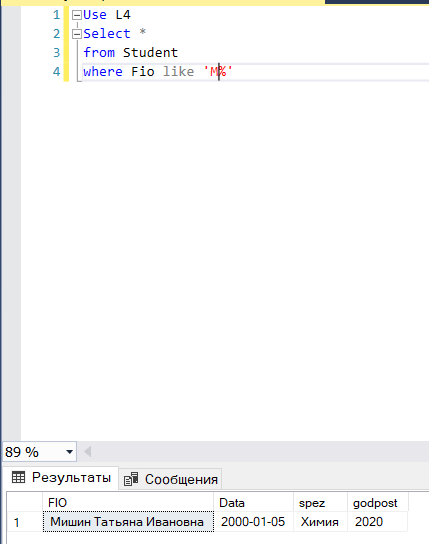 1 Use L4
2 Select *
3 from Student
4 where Fio like 'М%'
89 %
Результаты Сообщения
FIO Data spez godpost
1 Мишин Татьяна Ивановна 2000-01-05 Химия 2020